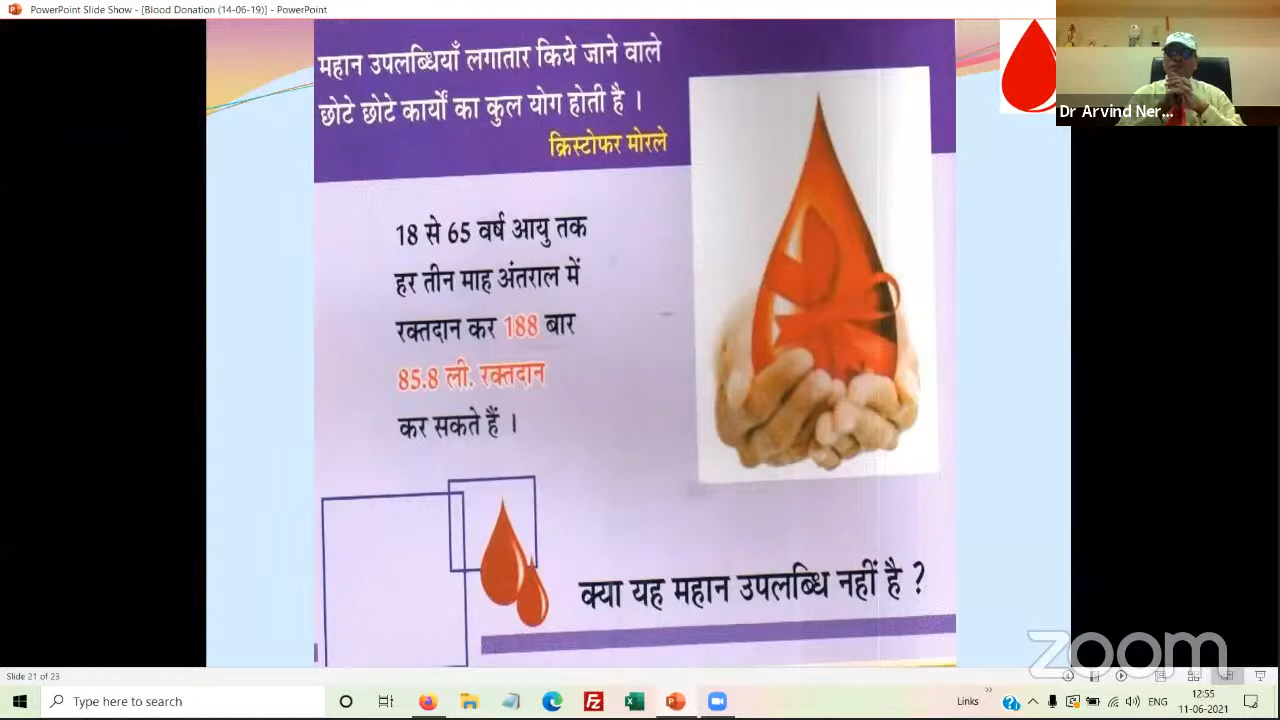 PowerPoint Slide Show - [Blood Donation (14-06-19)] - PowerPoint
महान उपलब्धियाँ लगातार किये जाने वाले
छोटे छोटे कार्यों का कुल योग होती है ।
क्रिस्टोफर मोरले
Dr Arvind Ner...
18 से 65 वर्ष आयु तक
हर तीन माह अंतराल में
रक्तदान कर 188 बार
85.8 ली. रक्तदान
कर सकते हैं ।
क्या यह महान उपलब्धि नहीं है ?
zoom
Slide 21 of 23
Type here to search
Links
ENG
12:55
11-06-2021